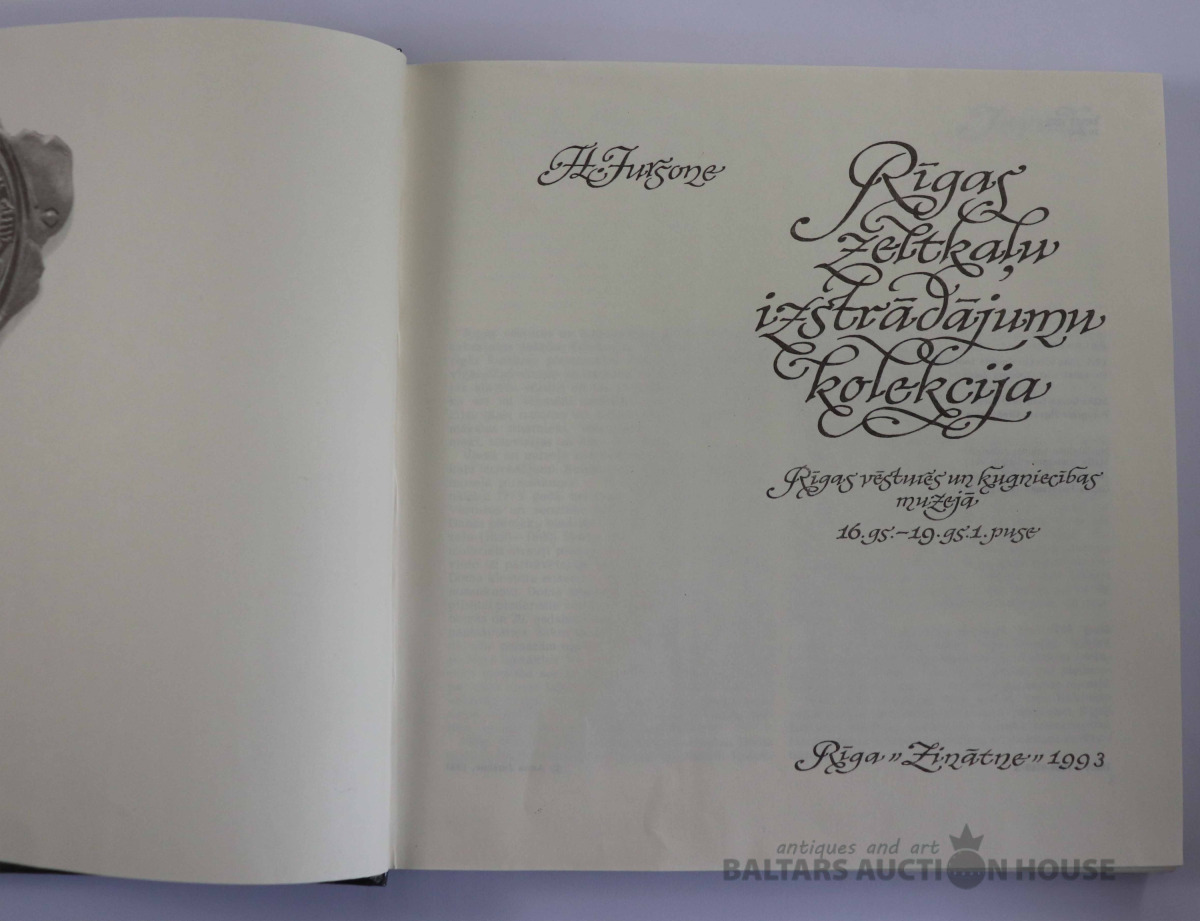 A. Juršone
Rīgas
zeltkaļu
izstrādājumu
kolekcija
Rīgas vēstures un kuģniecības
muzejā
16. gs.–19. gs. 1. puse
Rīga „Zinātne” 1993
antiques and art
BALTARS AUCTION HOUSE